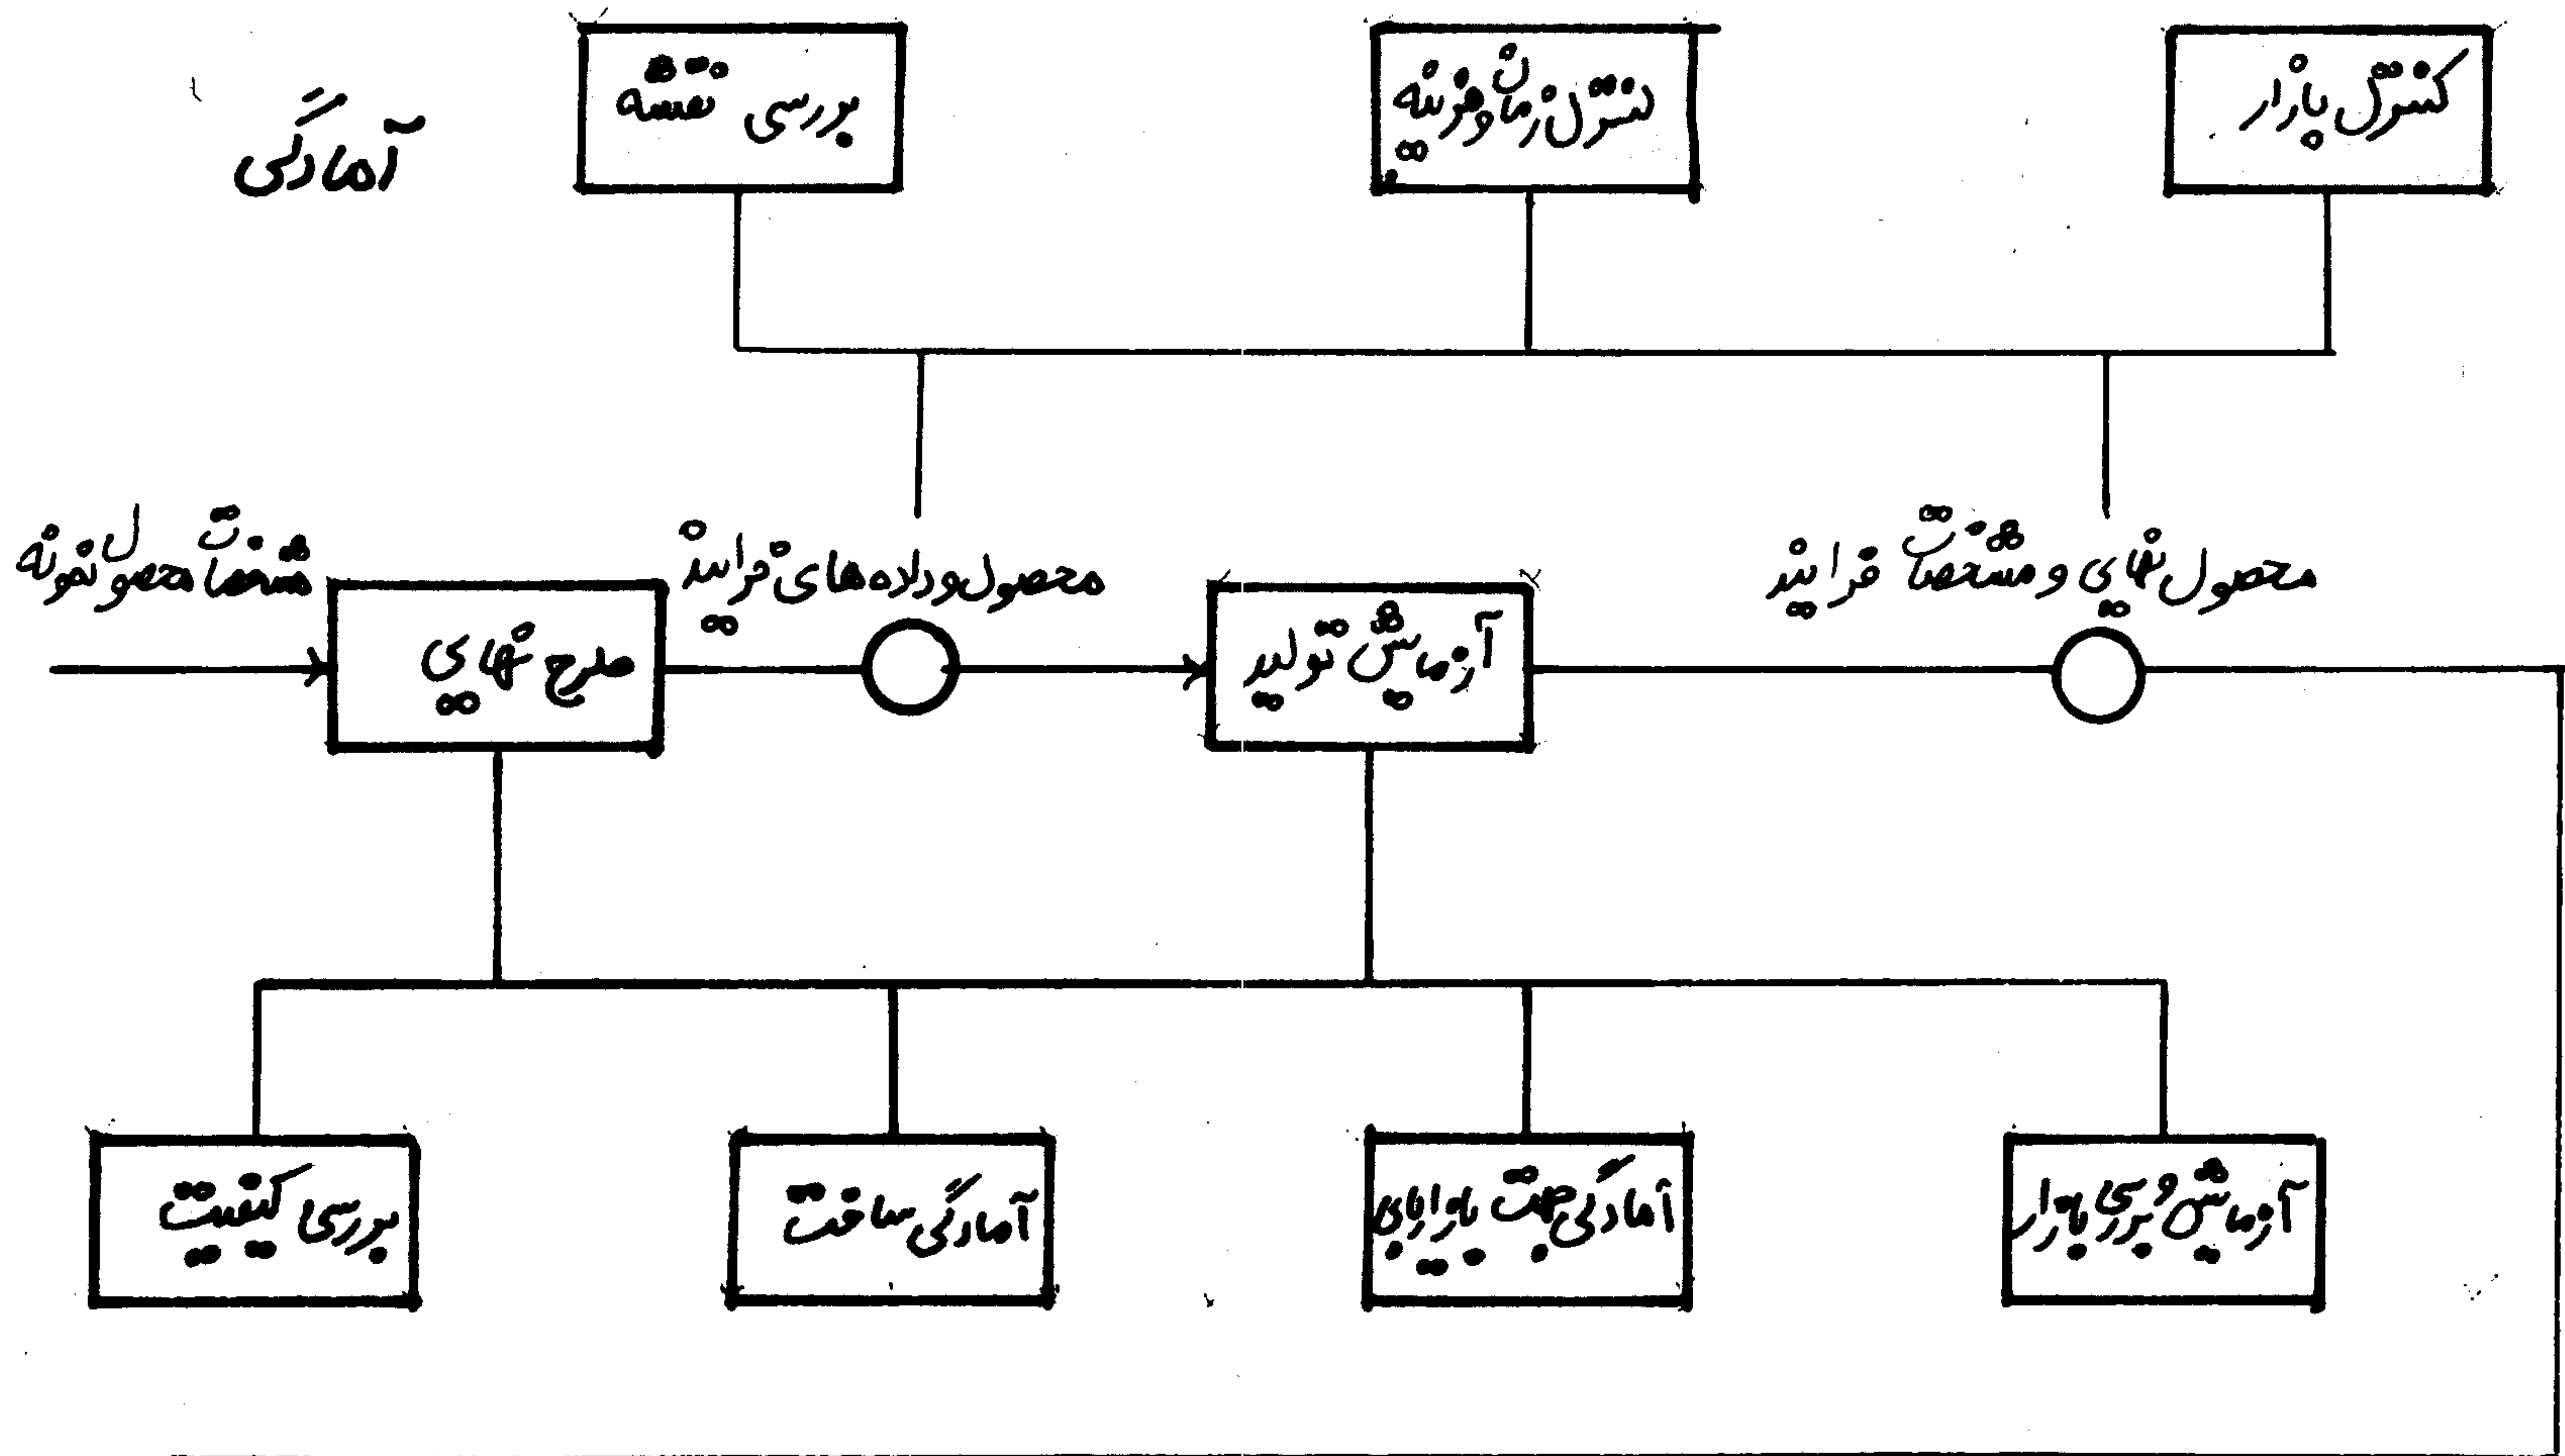 آمادگی
بررسی نقشه
کنترل زمان و هزینه
کنترل بازار
مشخصات محصول نمونه
محصول و داده های فرایند
محصول نهایی و مشخصات فرایند
طرح نهایی
آزمایش تولید
بررسی کیفیت
آمادگی ساخت
آمادگی جهت بازاریابی
آزمایش و بررسی بازار